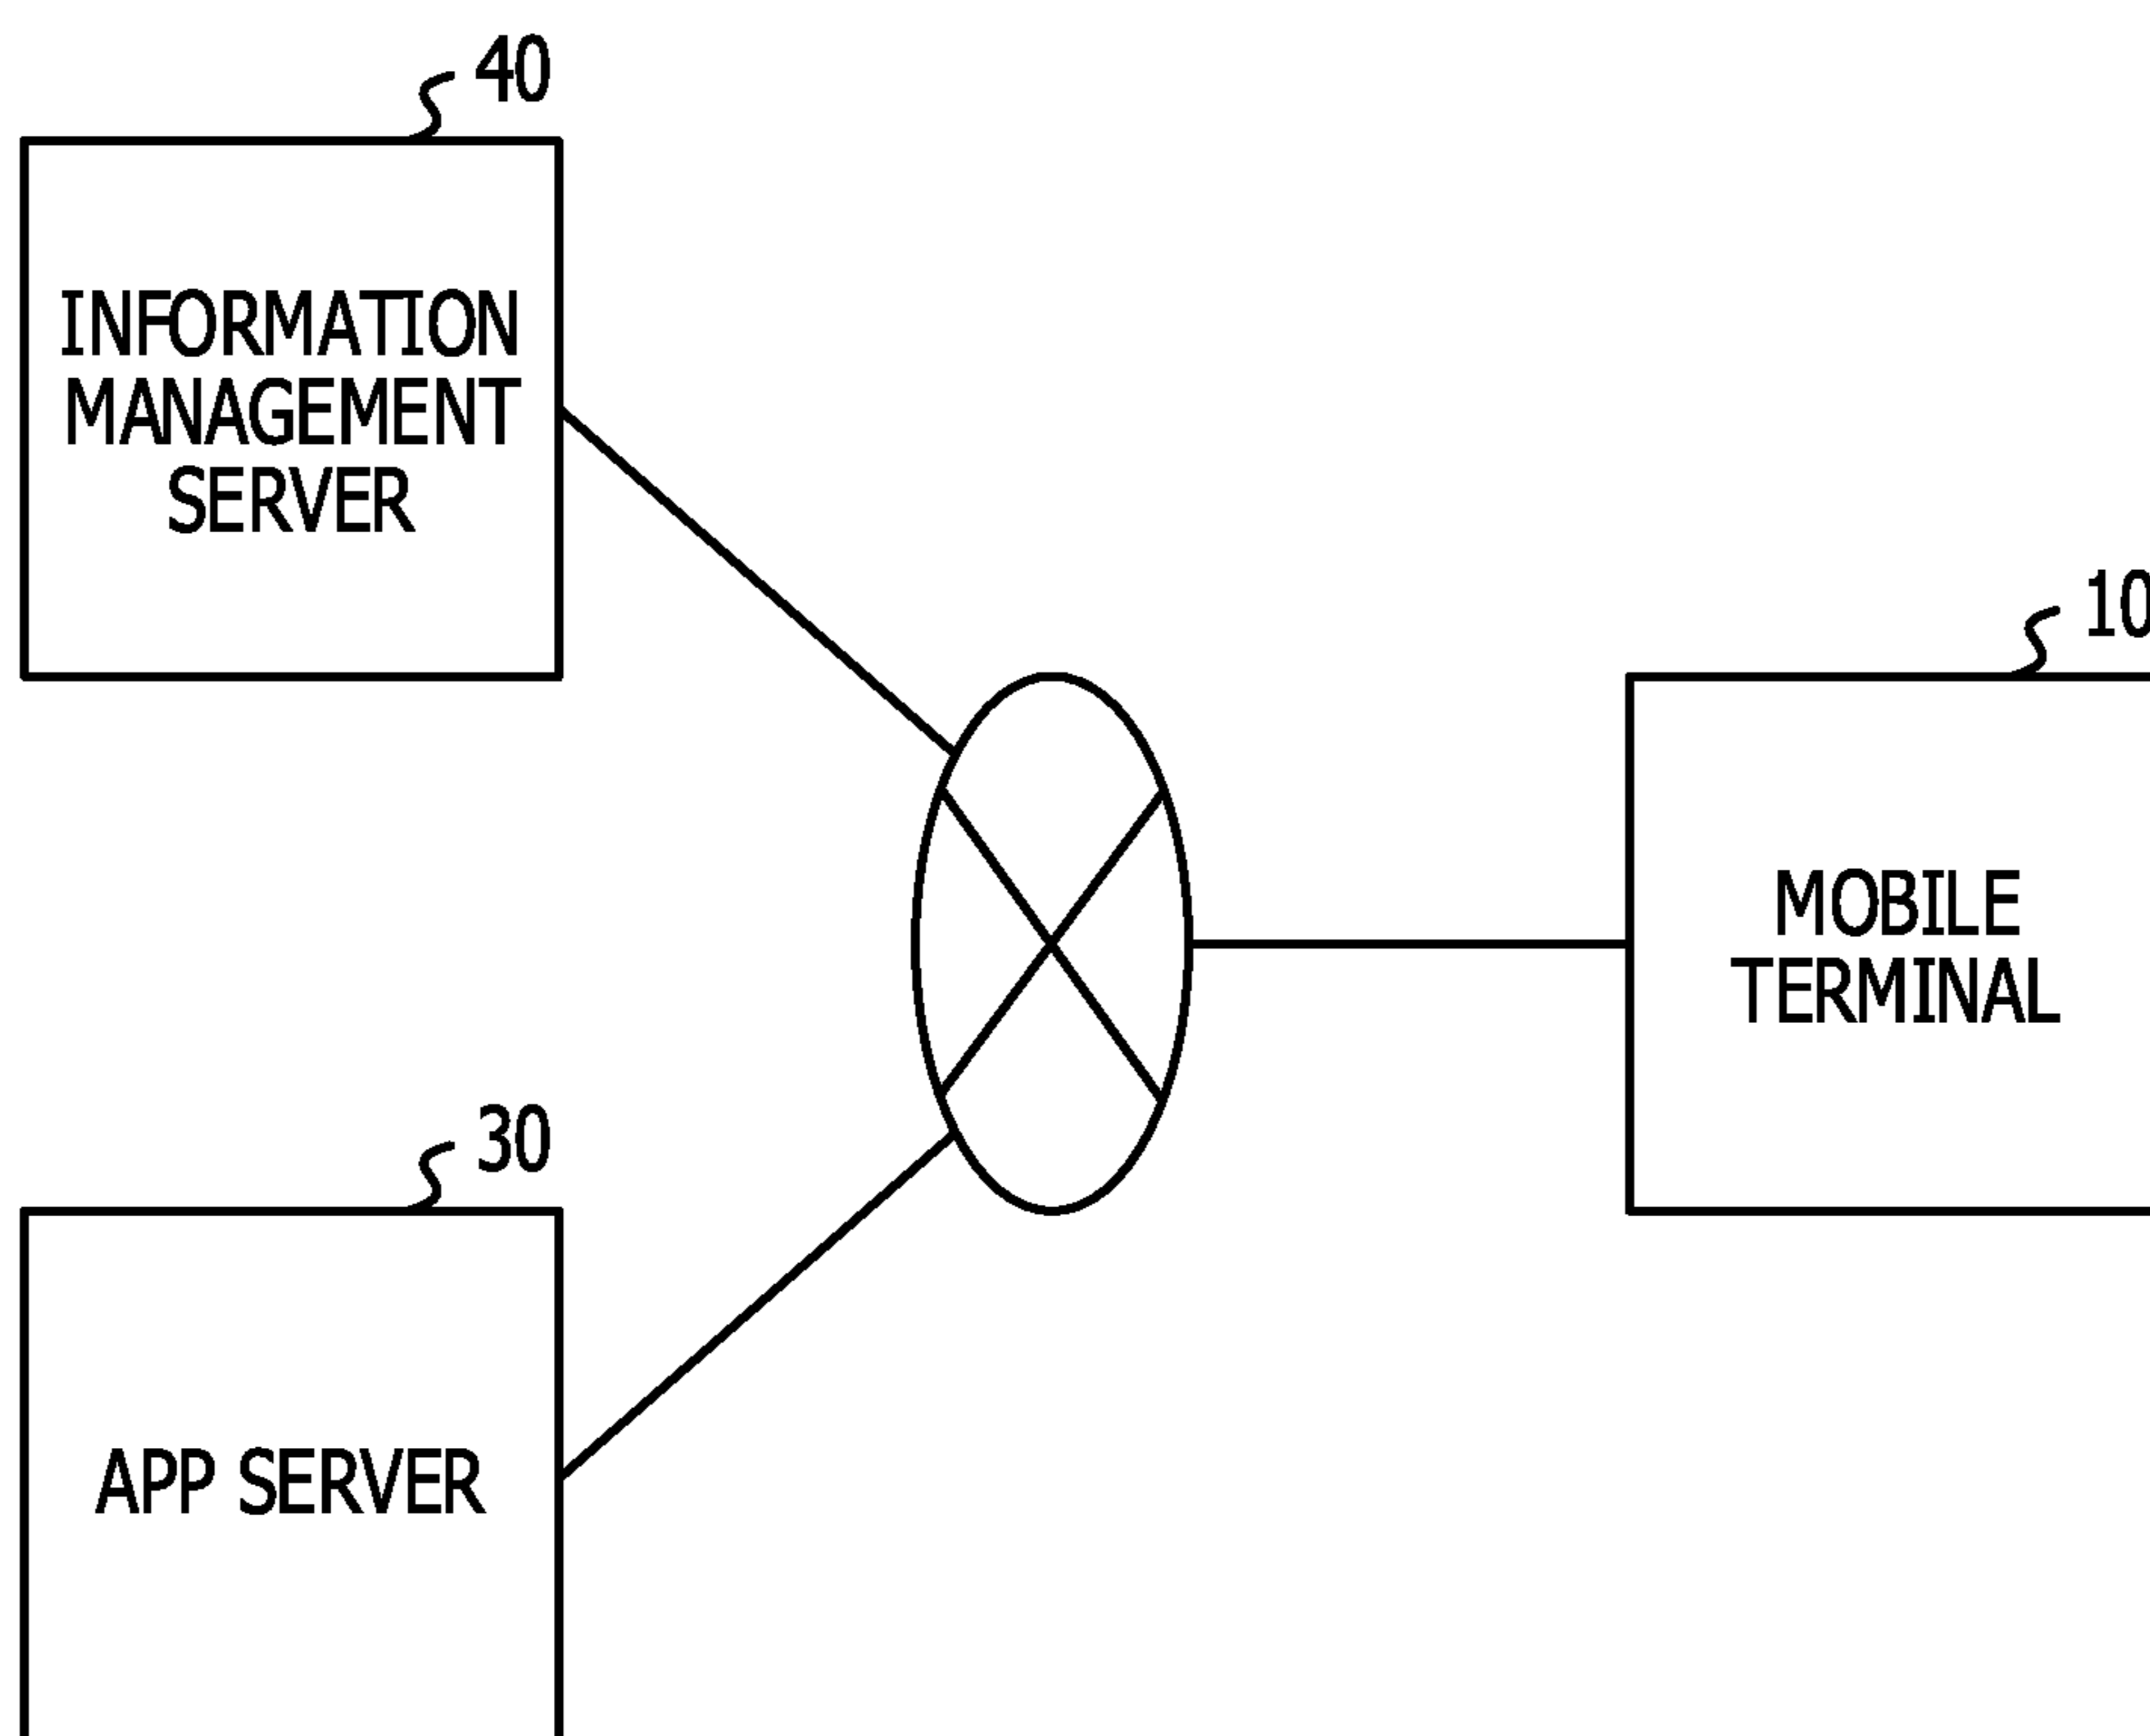 40
INFORMATION
MANAGEMENT
SERVER
10
MOBILE
TERMINAL
30
APP SERVER